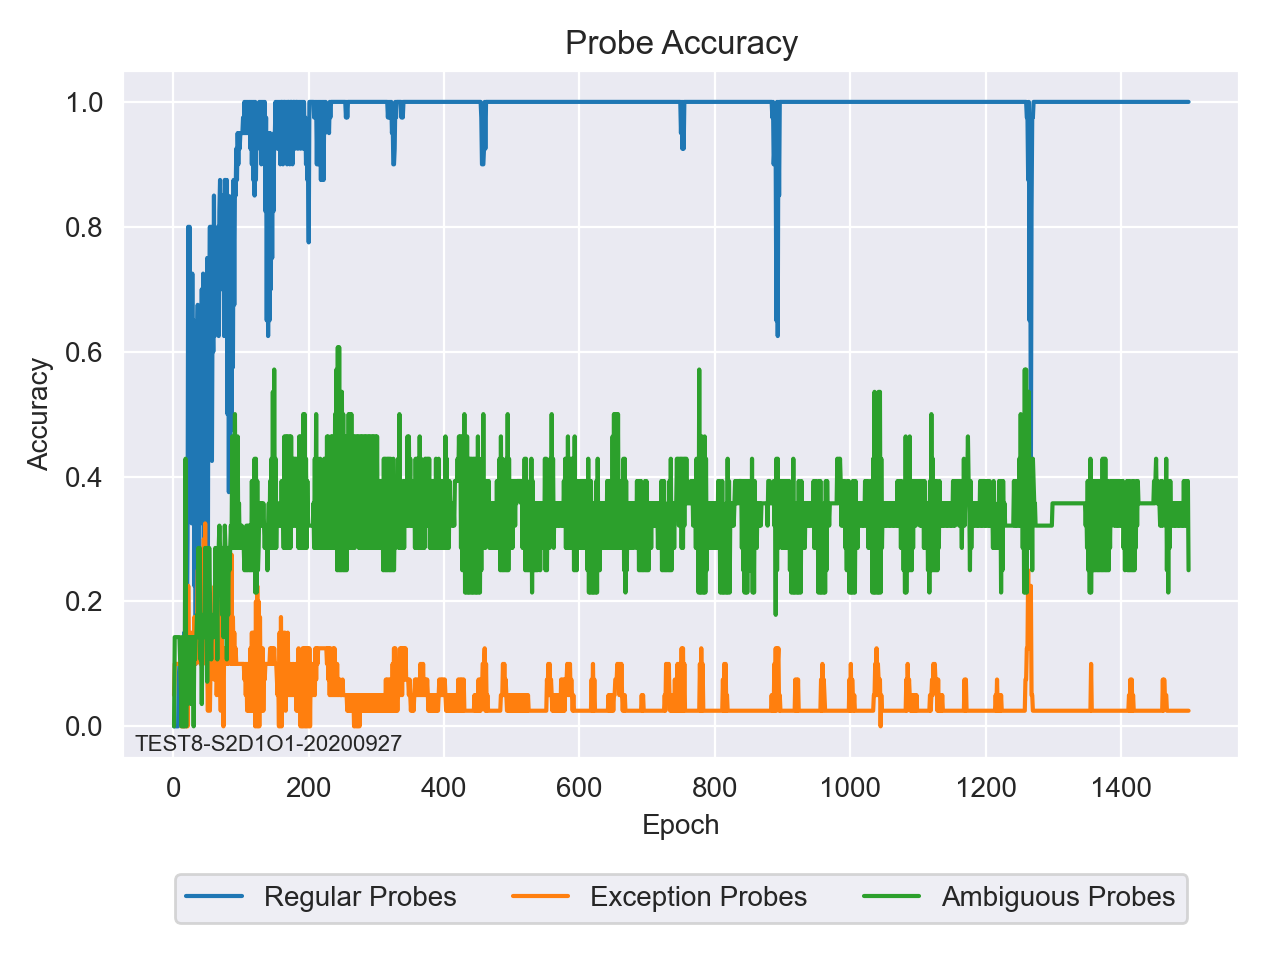 Probe Accuracy
1.0
0.8
0.6
0.4
0.2
0.0
Accuracy
TEST8-S2D1O1-20200927
0 200 400 600 800 1000 1200 1400
Epoch
Regular Probes Exception Probes Ambiguous Probes